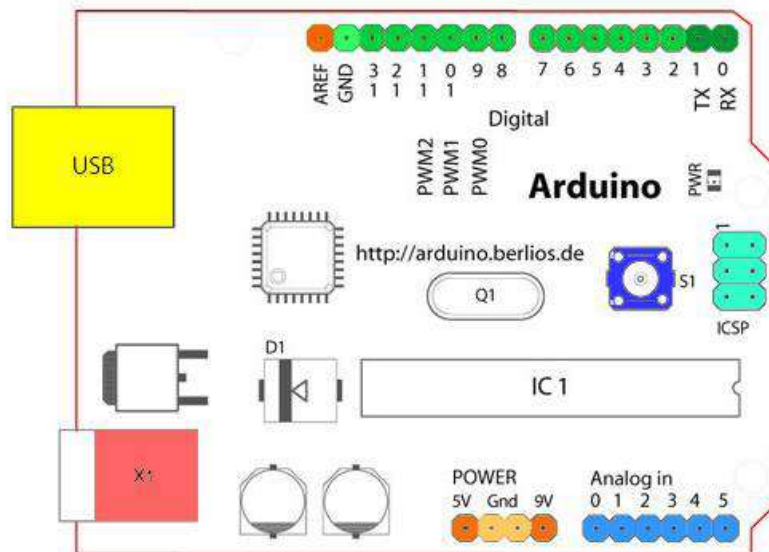 AREF GND 13 12 11 10 9 8 7 6 5 4 3 2 1 0
TX RX
Digital
USB
PWM2 PWM1 PWM0
Arduino
PWR
http://arduino.berlios.de
1
Q1
S1
ICSP
D1
IC 1
X1
POWER
5V Gnd 9V
Analog in
0 1 2 3 4 5